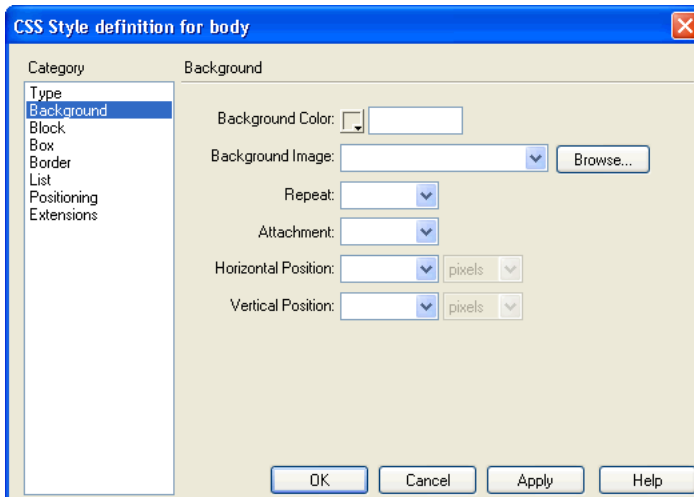 CSS Style definition for body
Category
Type
Background
Block
Box
Border
List
Positioning
Extensions
Background
Background Color:
Background Image: Browse...
Repeat:
Attachment:
Horizontal Position: pixels
Vertical Position: pixels
OK Cancel Apply Help